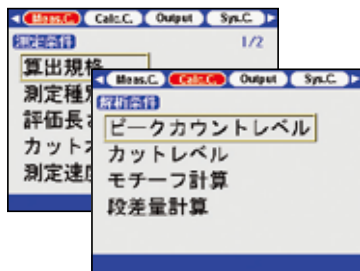 Meas.C. Calc.C. Output Sys.C.
測定条件 1/2
算出規格
測定種別
評価長さ
カットオ
測定速度
Meas.C. Calc.C. Output Sys.C.
解析条件
ピークカウントレベル
カットレベル
モチーフ計算
段差量計算